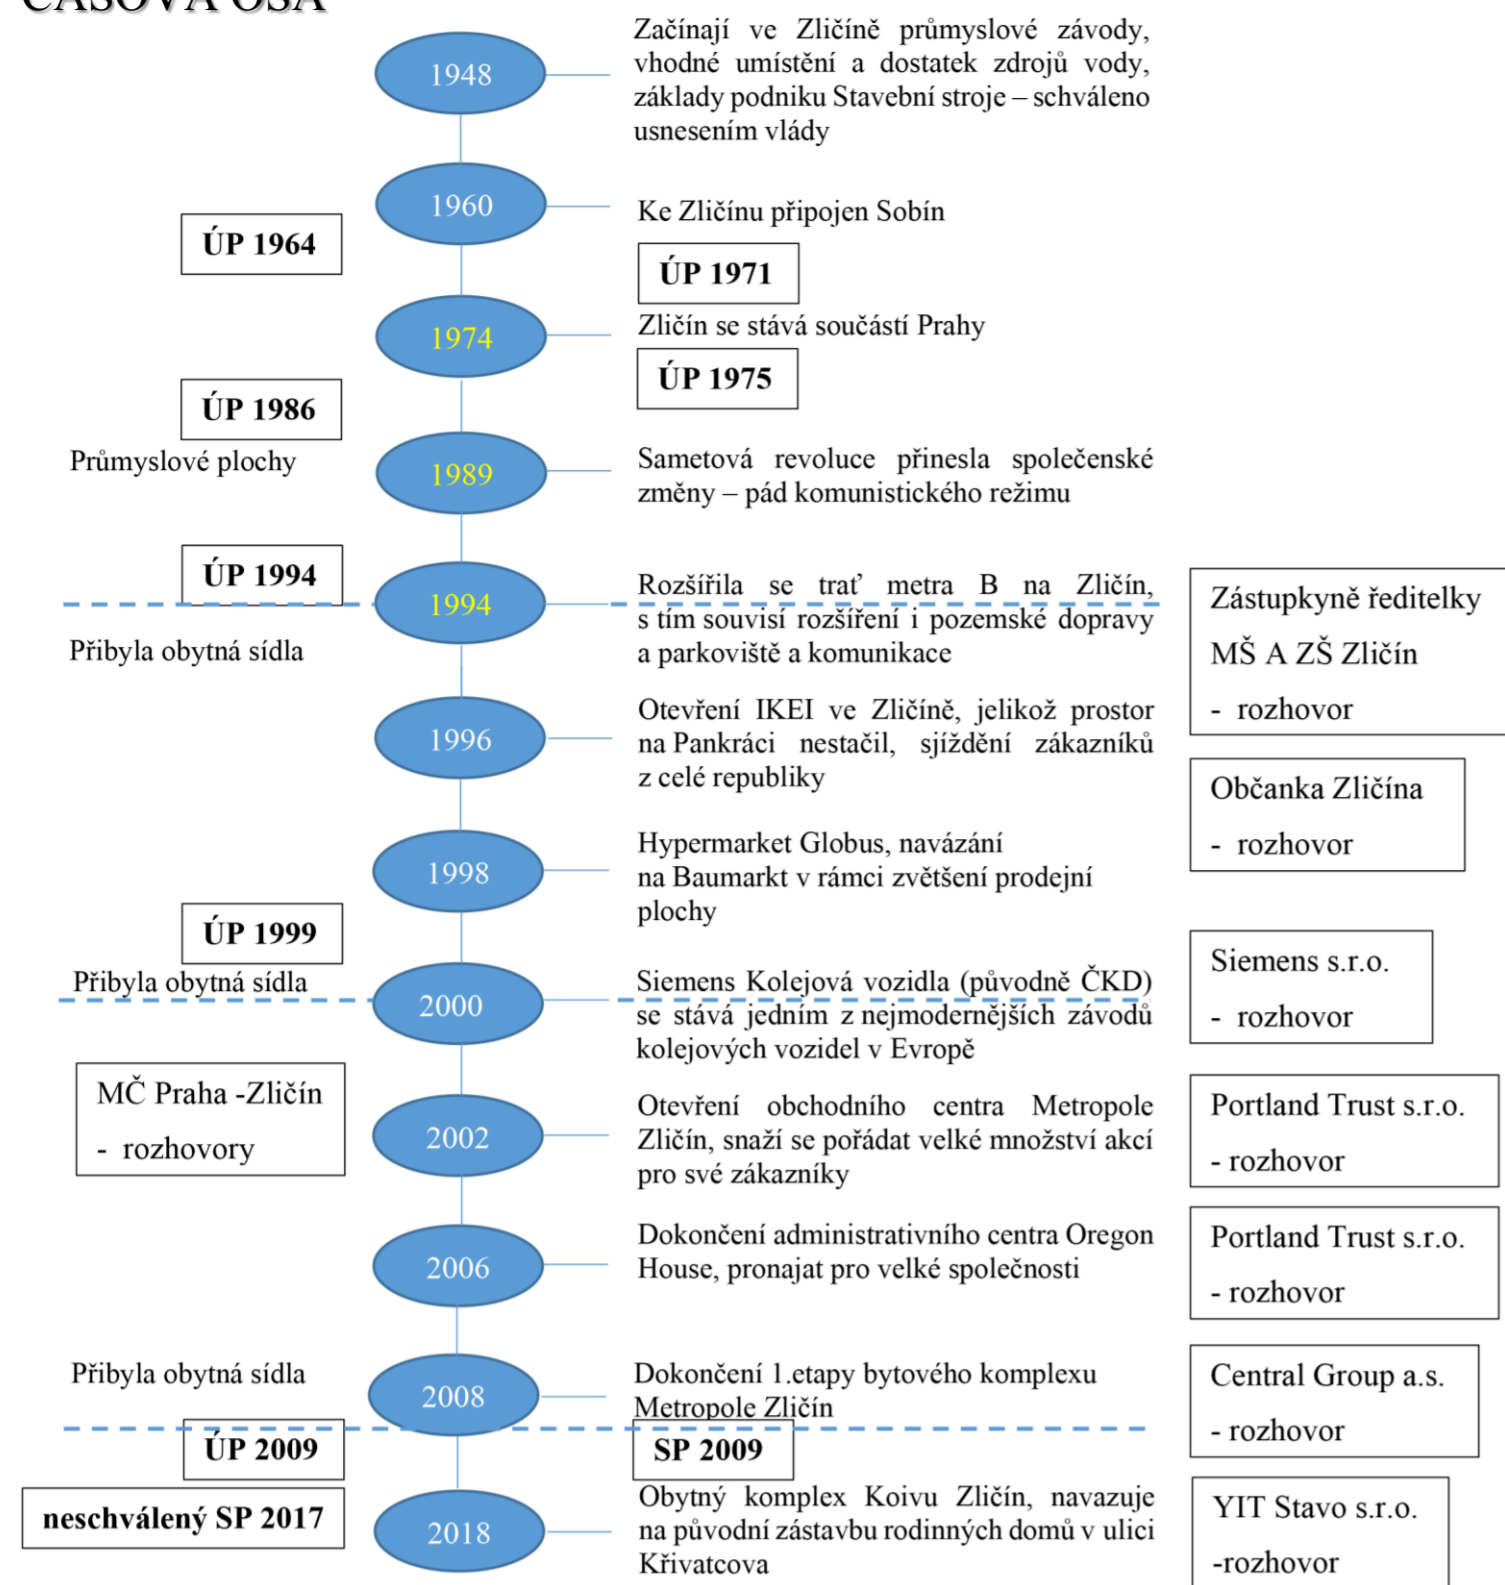 ČASOVÁ OSA
1948
Začínají ve Zličíně průmyslové závody,
vhodné umístění a dostatek zdrojů vody,
základy podniku Stavební stroje – schváleno
usnesením vlády
1960
Ke Zličínu připojen Sobín
ÚP 1964
ÚP 1971
1974
Zličín se stává součástí Prahy
ÚP 1975
ÚP 1986
Průmyslové plochy
1989
Sametová revoluce přinesla společenské
změny – pád komunistického režimu
ÚP 1994
1994
Rozšířila se trať metra B na Zličín,
s tím souvisí rozšíření i pozemské dopravy
a parkoviště a komunikace
Přibyla obytná sídla
Zástupkyně ředitelky
MŠ A ZŠ Zličín
- rozhovor
1996
Otevření IKEI ve Zličíně, jelikož prostor
na Pankráci nestačil, sjíždění zákazníků
z celé republiky
Občanka Zličína
- rozhovor
1998
Hypermarket Globus, navázání
na Baumarkt v rámci zvětšení prodejní
plochy
ÚP 1999
Přibyla obytná sídla
2000
Siemens Kolejová vozidla (původně ČKD)
se stává jedním z nejmodernějších závodů
kolejových vozidel v Evropě
Siemens s.r.o.
- rozhovor
MČ Praha -Zličín
- rozhovory
2002
Otevření obchodního centra Metropole
Zličín, snaží se pořádat velké množství akcí
pro své zákazníky
Portland Trust s.r.o.
- rozhovor
2006
Dokončení administrativního centra Oregon
House, pronajat pro velké společnosti
Portland Trust s.r.o.
- rozhovor
Přibyla obytná sídla
2008
Dokončení 1.etapy bytového komplexu
Metropole Zličín
Central Group a.s.
- rozhovor
ÚP 2009
SP 2009
neschválený SP 2017
2018
Obytný komplex Koivu Zličín, navazuje
na původní zástavbu rodinných domů v ulici
Křivatcova
YIT Stavo s.r.o.
-rozhovor